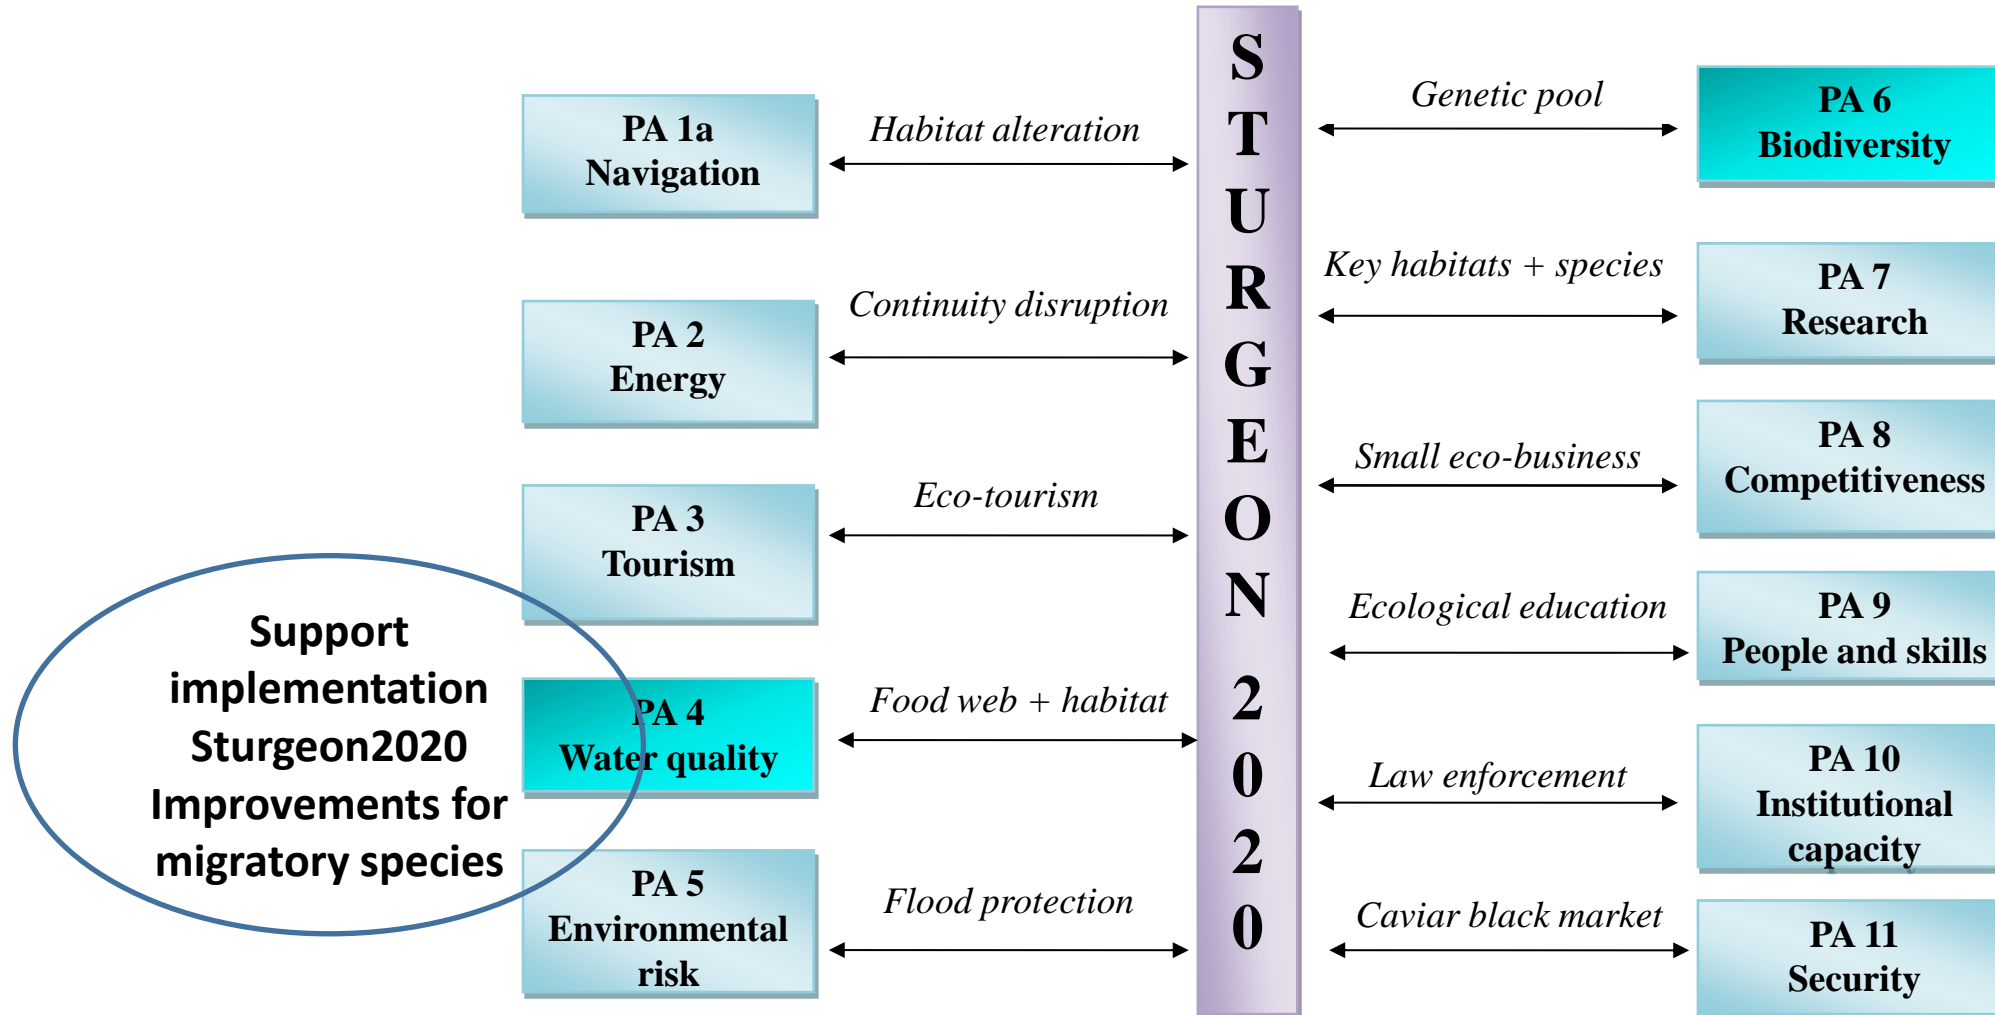 PA 1a
Navigation
Habitat alteration
PA 2
Energy
Continuity disruption
PA 3
Tourism
Eco-tourism
Support
implementation
Sturgeon2020
Improvements for
migratory species
PA 4
Water quality
Food web + habitat
PA 5
Environmental
risk
Flood protection
S
T
U
R
G
E
O
N
2
0
2
0
Genetic pool
PA 6
Biodiversity
Key habitats + species
PA 7
Research
Small eco-business
PA 8
Competitiveness
Ecological education
PA 9
People and skills
Law enforcement
PA 10
Institutional
capacity
Caviar black market
PA 11
Security